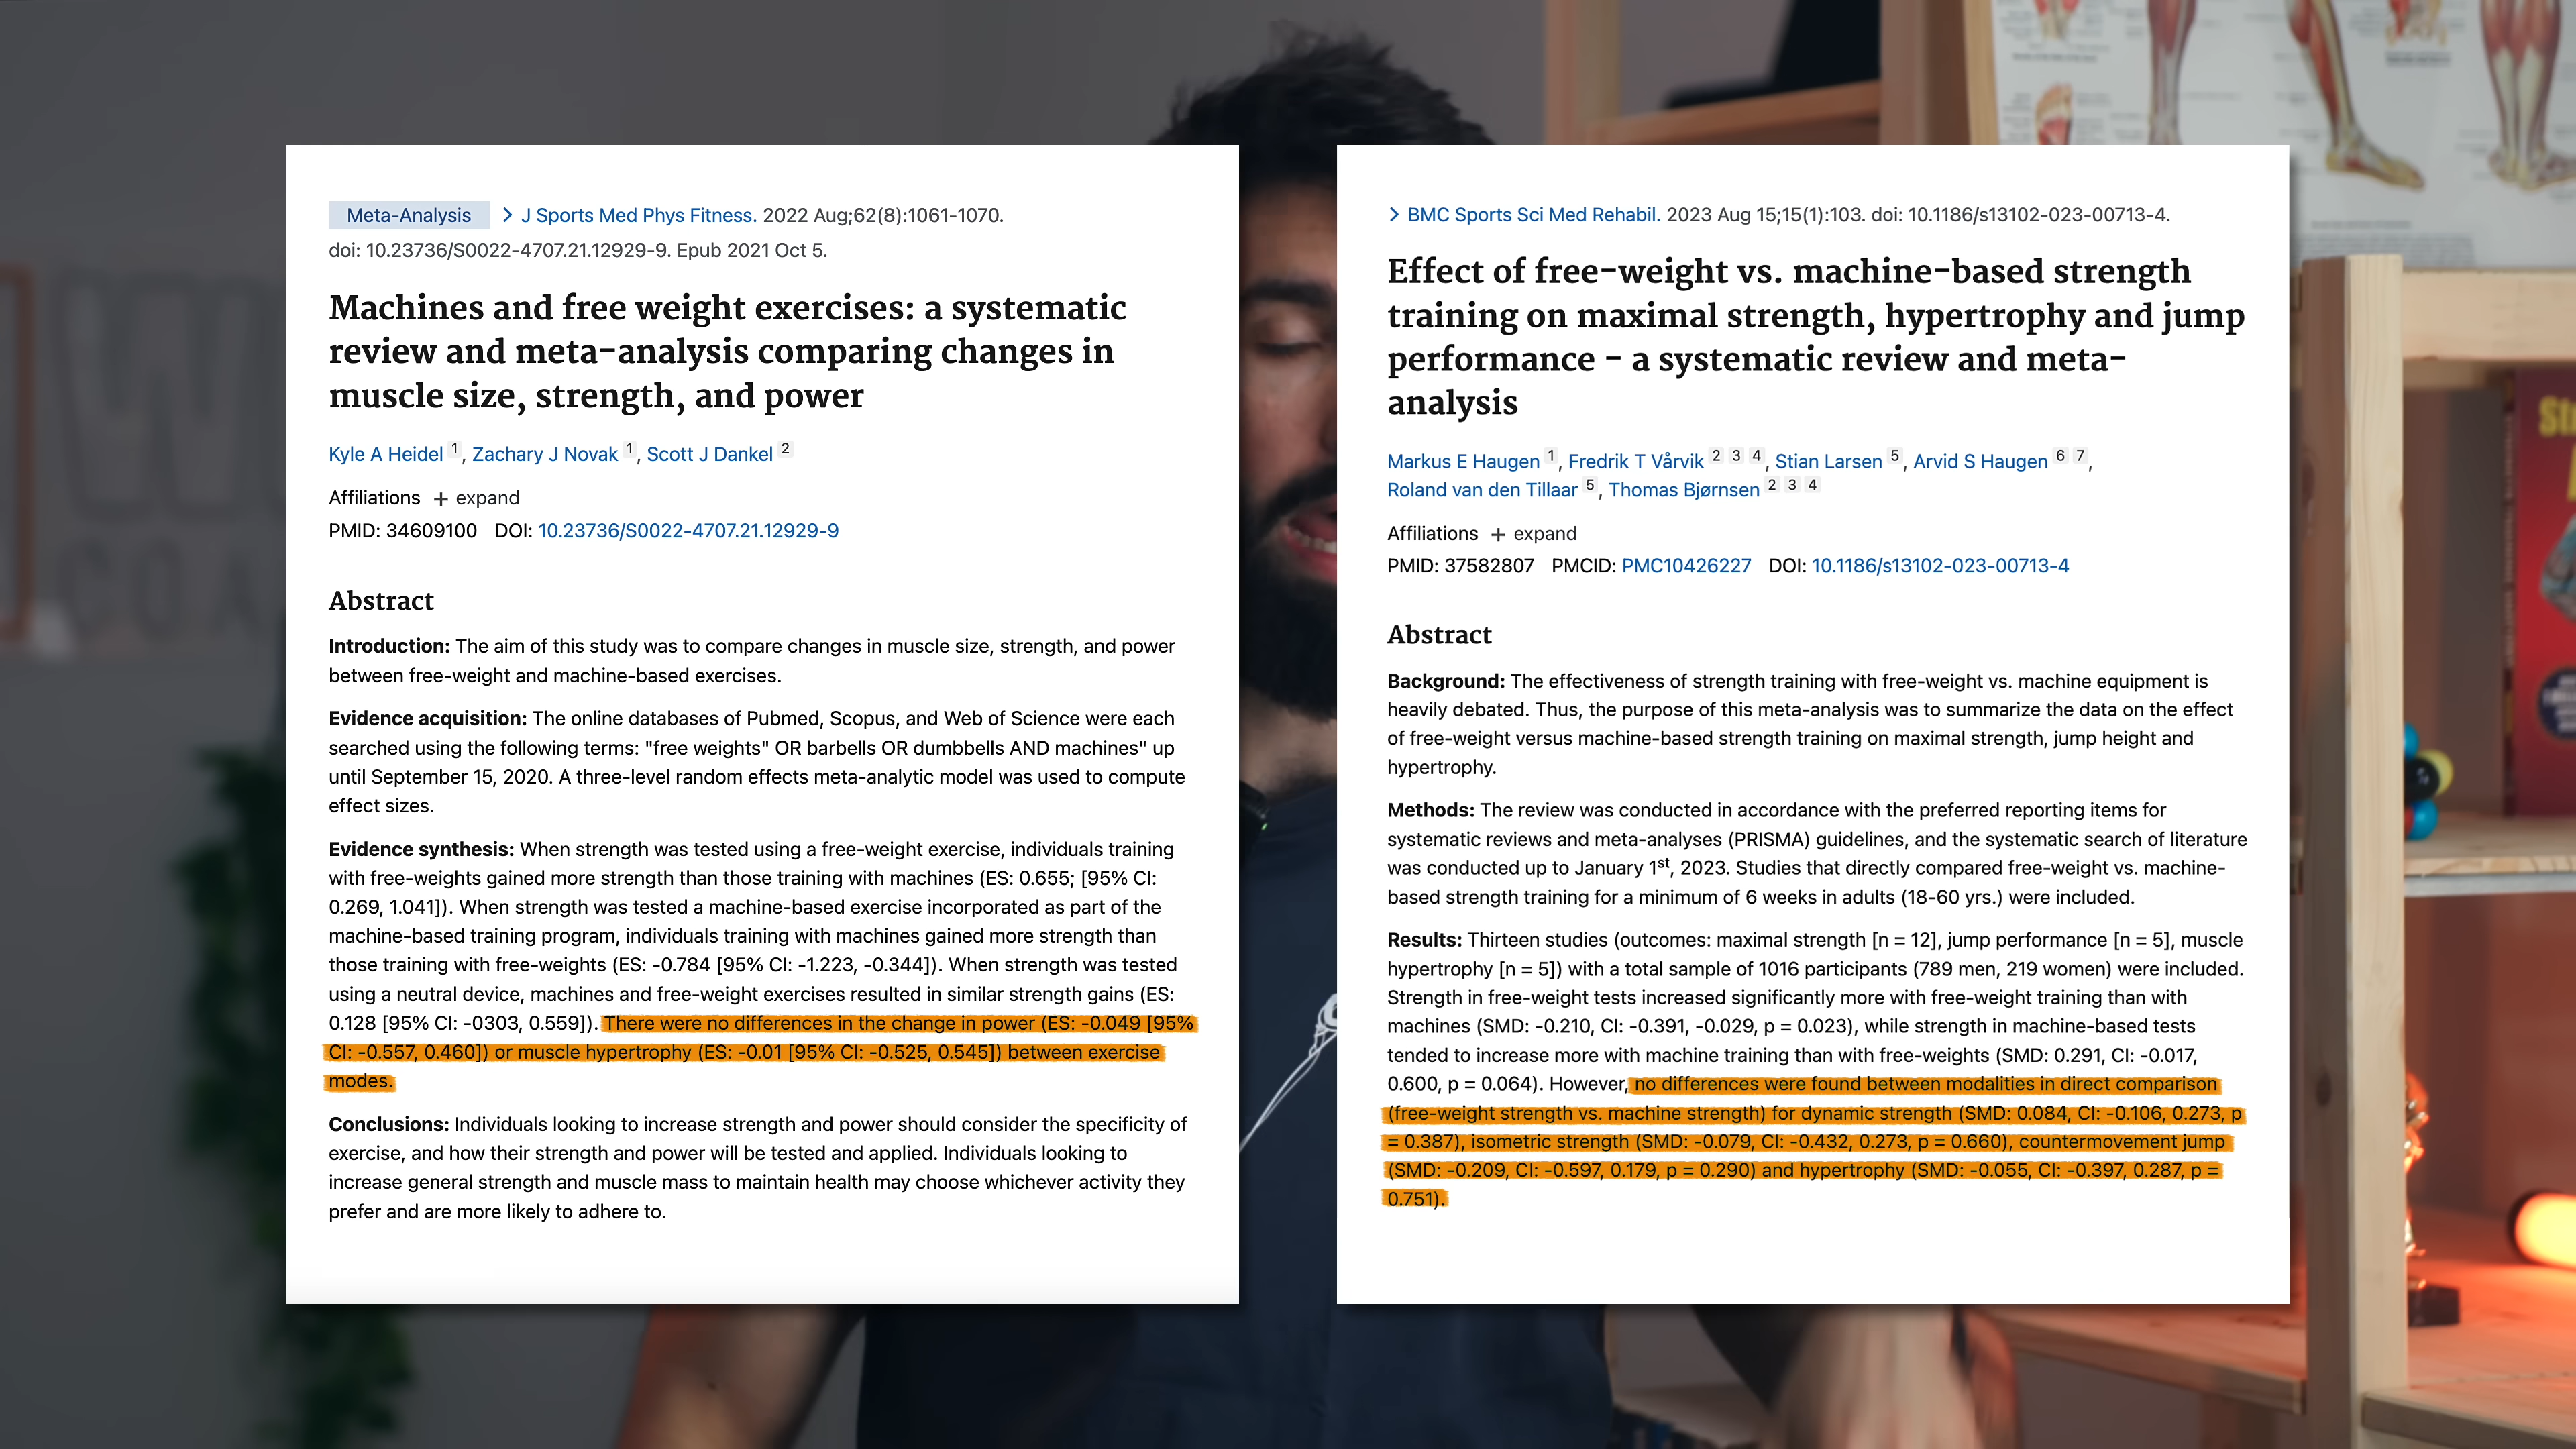 Meta-Analysis > J Sports Med Phys Fitness. 2022 Aug;62(8):1061-1070.
doi: 10.23736/S0022-4707.21.12929-9. Epub 2021 Oct 5.
Machines and free weight exercises: a systematic
review and meta-analysis comparing changes in
muscle size, strength, and power
Kyle A Heidel 1, Zachary J Novak 1, Scott J Dankel 2
Affiliations + expand
PMID: 34609100 DOI: 10.23736/S0022-4707.21.12929-9
Abstract
Introduction: The aim of this study was to compare changes in muscle size, strength, and power
between free-weight and machine-based exercises.
Evidence acquisition: The online databases of Pubmed, Scopus, and Web of Science were each
searched using the following terms: "free weights" OR barbells OR dumbbells AND machines" up
until September 15, 2020. A three-level random effects meta-analytic model was used to compute
effect sizes.
Evidence synthesis: When strength was tested using a free-weight exercise, individuals training
with free-weights gained more strength than those training with machines (ES: 0.655; [95% CI:
0.269, 1.041]). When strength was tested a machine-based exercise incorporated as part of the
machine-based training program, individuals training with machines gained more strength than
those training with free-weights (ES: -0.784 [95% CI: -1.223, -0.344]). When strength was tested
using a neutral device, machines and free-weight exercises resulted in similar strength gains (ES:
0.128 [95% CI: -0303, 0.559]). There were no differences in the change in power (ES: -0.049 [95%
CI: -0.557, 0.460]) or muscle hypertrophy (ES: -0.01 [95% CI: -0.525, 0.545]) between exercise
modes.
Conclusions: Individuals looking to increase strength and power should consider the specificity of
exercise, and how their strength and power will be tested and applied. Individuals looking to
increase general strength and muscle mass to maintain health may choose whichever activity they
prefer and are more likely to adhere to.
> BMC Sports Sci Med Rehabil. 2023 Aug 15;15(1):103. doi: 10.1186/s13102-023-00713-4.
Effect of free-weight vs. machine-based strength
training on maximal strength, hypertrophy and jump
performance - a systematic review and meta-
analysis
Markus E Haugen 1, Fredrik T Vårvik 2 3 4, Stian Larsen 5, Arvid S Haugen 6 7,
Roland van den Tillaar 5, Thomas Bjørnsen 2 3 4
Affiliations + expand
PMID: 37582807 PMCID: PMC10426227 DOI: 10.1186/s13102-023-00713-4
Abstract
Background: The effectiveness of strength training with free-weight vs. machine equipment is
heavily debated. Thus, the purpose of this meta-analysis was to summarize the data on the effect
of free-weight versus machine-based strength training on maximal strength, jump height and
hypertrophy.
Methods: The review was conducted in accordance with the preferred reporting items for
systematic reviews and meta-analyses (PRISMA) guidelines, and the systematic search of literature
was conducted up to January 1st, 2023. Studies that directly compared free-weight vs. machine-
based strength training for a minimum of 6 weeks in adults (18-60 yrs.) were included.
Results: Thirteen studies (outcomes: maximal strength [n = 12], jump performance [n = 5], muscle
hypertrophy [n = 5]) with a total sample of 1016 participants (789 men, 219 women) were included.
Strength in free-weight tests increased significantly more with free-weight training than with
machines (SMD: -0.210, CI: -0.391, -0.029, p = 0.023), while strength in machine-based tests
tended to increase more with machine training than with free-weights (SMD: 0.291, CI: -0.017,
0.600, p = 0.064). However, no differences were found between modalities in direct comparison
(free-weight strength vs. machine strength) for dynamic strength (SMD: 0.084, CI: -0.106, 0.273, p
= 0.387), isometric strength (SMD: -0.079, CI: -0.432, 0.273, p = 0.660), countermovement jump
(SMD: -0.209, CI: -0.597, 0.179, p = 0.290) and hypertrophy (SMD: -0.055, CI: -0.397, 0.287, p =
0.751).